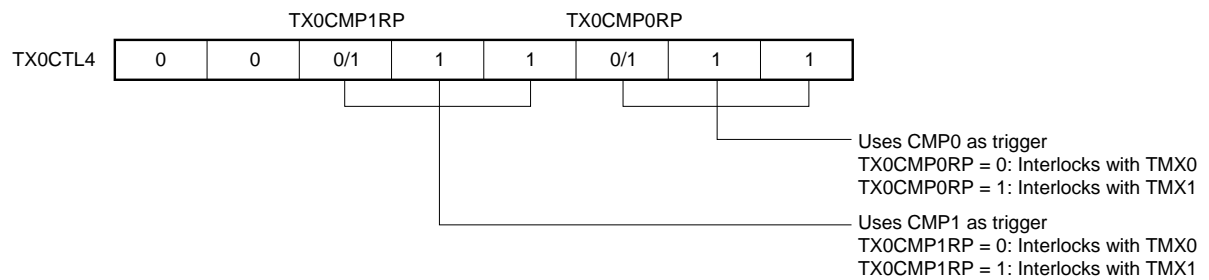 TX0CMP1RP TX0CMP0RP
TX0CTL4 0 0 0/1 1 1 0/1 1 1
Uses CMP0 as trigger
TX0CMP0RP = 0: Interlocks with TMX0
TX0CMP0RP = 1: Interlocks with TMX1
Uses CMP1 as trigger
TX0CMP1RP = 0: Interlocks with TMX0
TX0CMP1RP = 1: Interlocks with TMX1